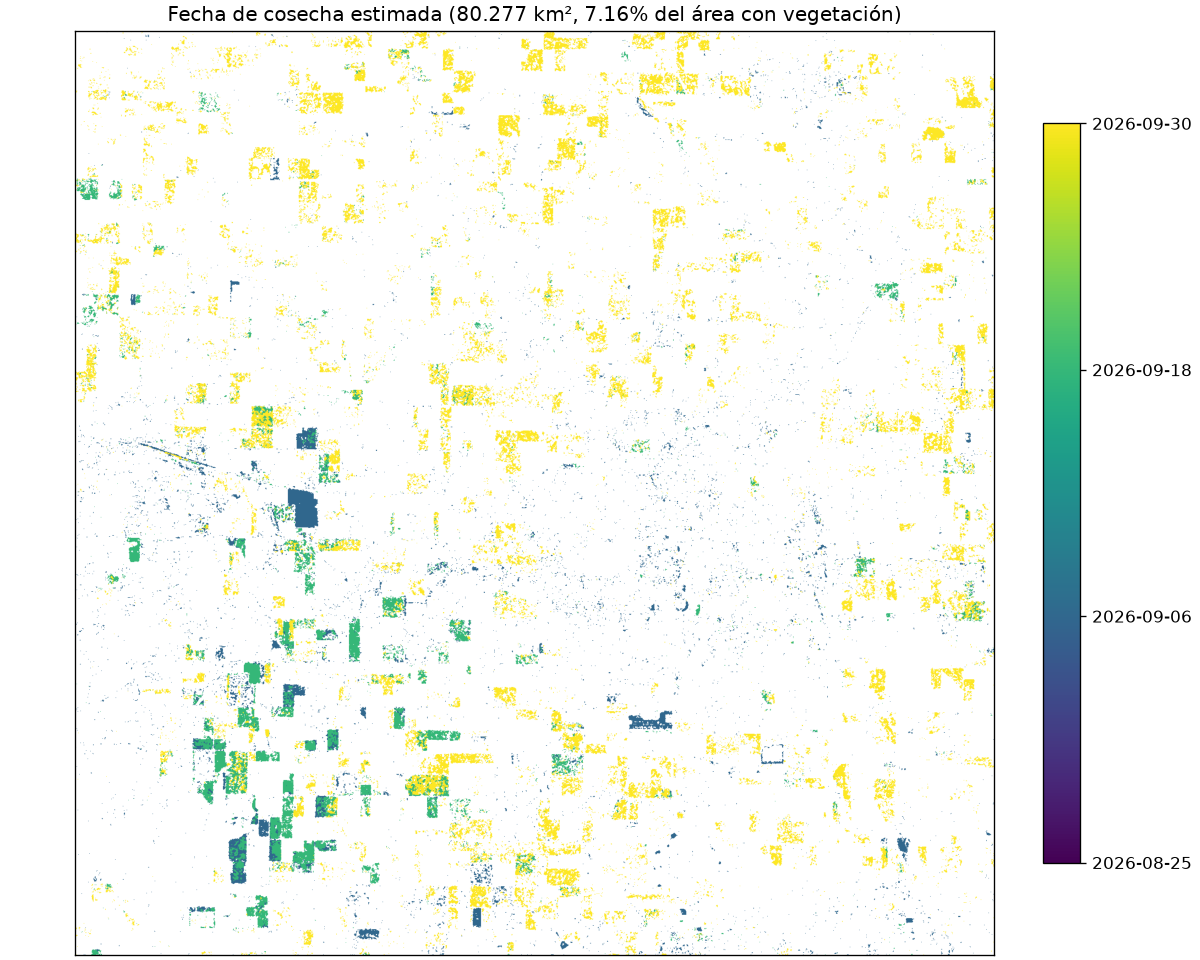 Fecha de cosecha estimada (80.277 km², 7.16% del área con vegetación)
2026-09-30
2026-09-18
2026-09-06
2026-08-25